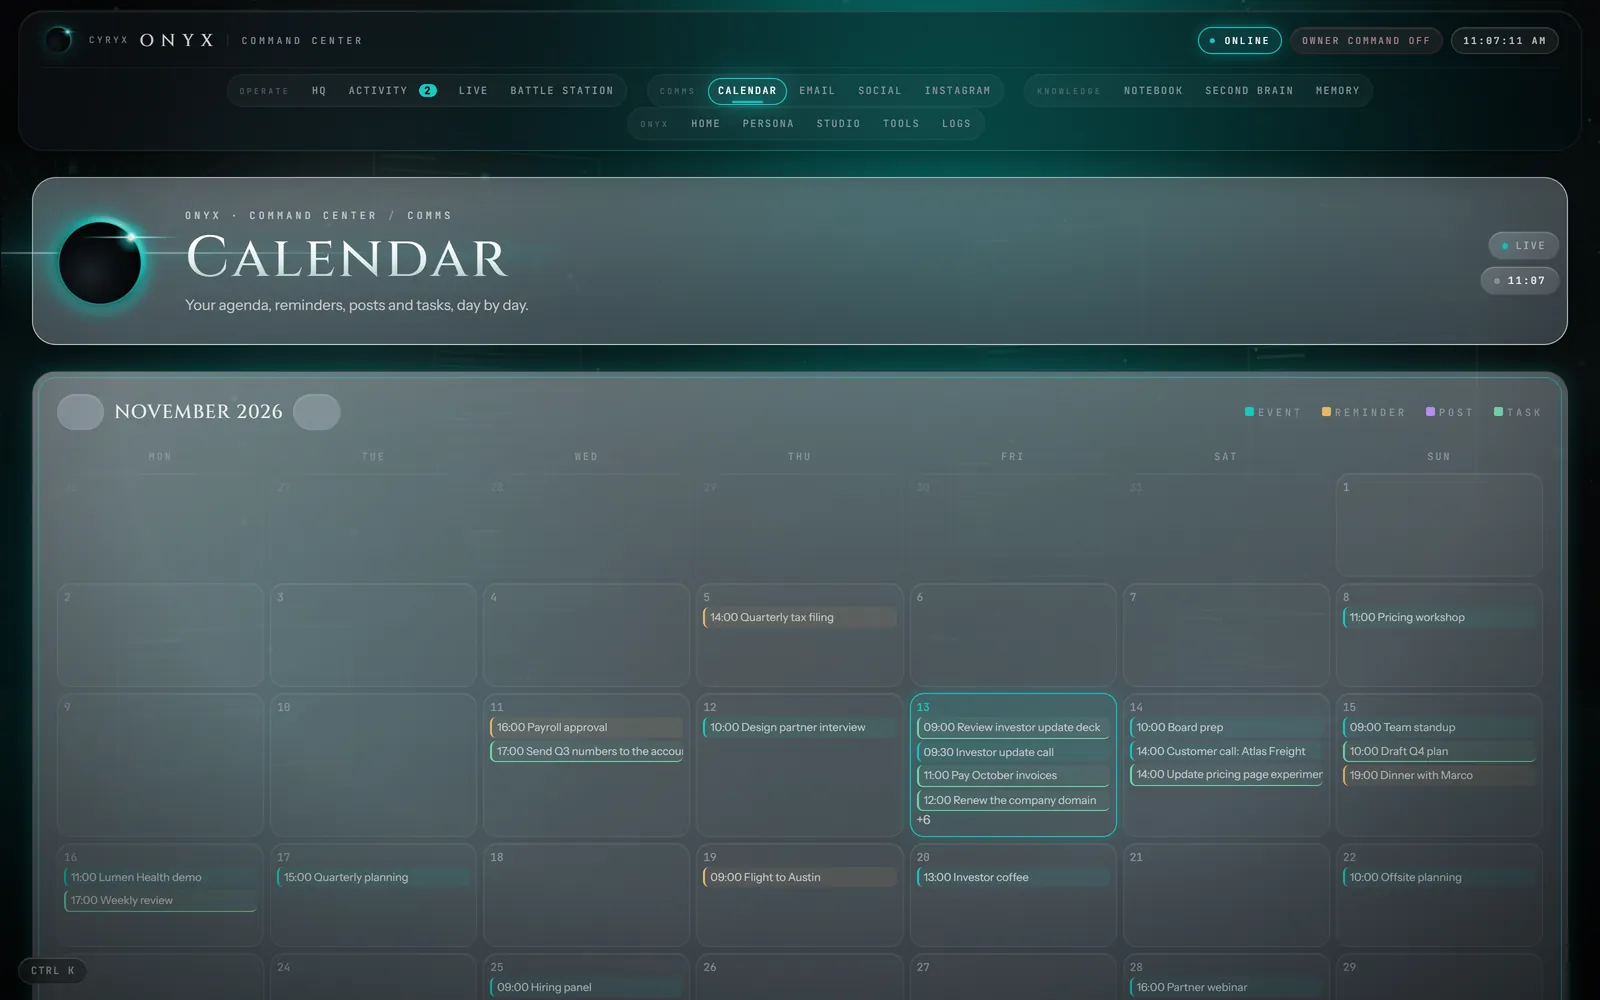 CYRYX ONYX COMMAND CENTER
ONLINE
OWNER COMMAND OFF
11:07:11 AM
OPERATE HQ ACTIVITY 2 LIVE BATTLE STATION
COMMS CALENDAR EMAIL SOCIAL INSTAGRAM
KNOWLEDGE NOTEBOOK SECOND BRAIN MEMORY
ONYX HOME PERSONA STUDIO TOOLS LOGS
ONYX · COMMAND CENTER / COMMS
CALENDAR
Your agenda, reminders, posts and tasks, day by day.
LIVE
11:07
NOVEMBER 2026
EVENT REMINDER POST TASK
MON TUE WED THU FRI SAT SUN
26 27 28 29 30 31 1
2 3 4 5 6 7 8
14:00 Quarterly tax filing
11:00 Pricing workshop
9 10 11 12 13 14 15
16:00 Payroll approval
17:00 Send Q3 numbers to the accou
10:00 Design partner interview
09:00 Review investor update deck
09:30 Investor update call
11:00 Pay October invoices
12:00 Renew the company domain
+6
10:00 Board prep
14:00 Customer call: Atlas Freight
14:00 Update pricing page experimer
09:00 Team standup
10:00 Draft Q4 plan
19:00 Dinner with Marco
16 17 18 19 20 21 22
11:00 Lumen Health demo
17:00 Weekly review
15:00 Quarterly planning
09:00 Flight to Austin
13:00 Investor coffee
10:00 Offsite planning
CTRL K
24 25 26 27 28 29
09:00 Hiring panel
16:00 Partner webinar